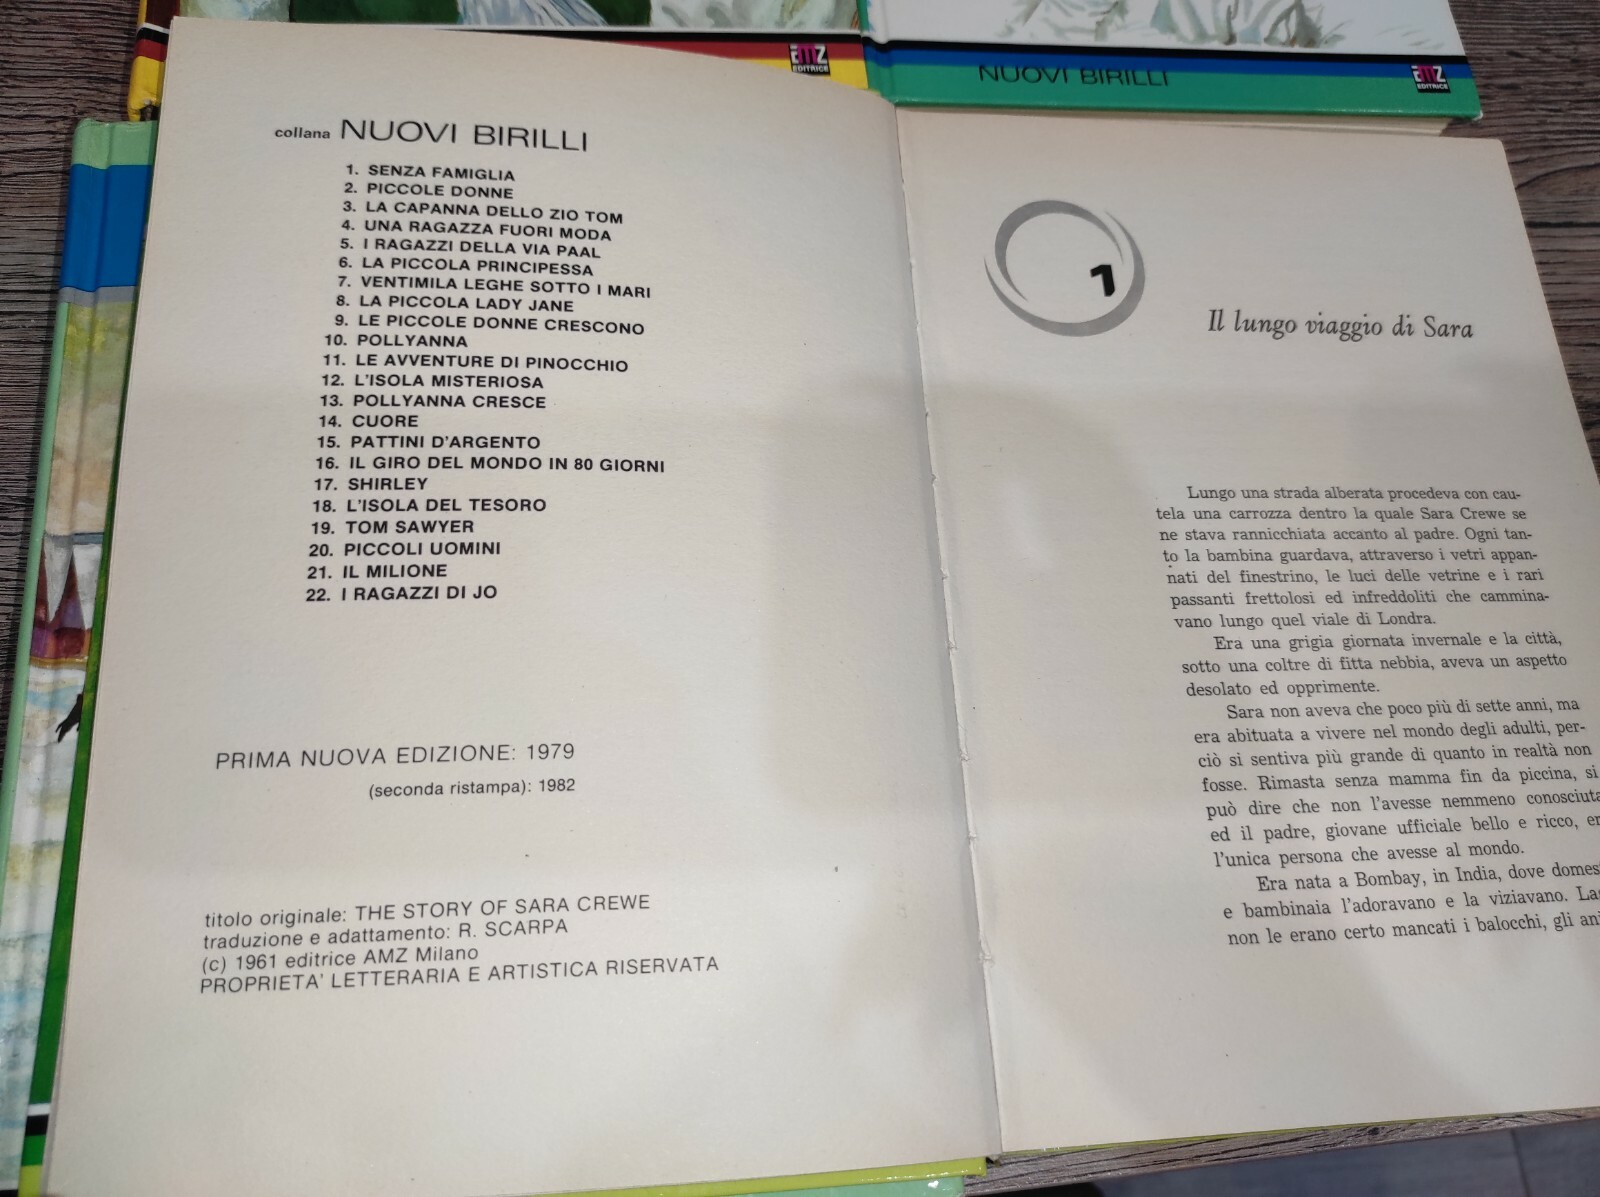 AMZ
EDITRICE
NUOVI BIRILLI
AMZ
EDITRICE
collana NUOVI BIRILLI
1. SENZA FAMIGLIA
2. PICCOLE DONNE
3. LA CAPANNA DELLO ZIO TOM
4. UNA RAGAZZA FUORI MODA
5. I RAGAZZI DELLA VIA PAAL
6. LA PICCOLA PRINCIPESSA
7. VENTIMILA LEGHE SOTTO I MARI
8. LA PICCOLA LADY JANE
9. LE PICCOLE DONNE CRESCONO
10. POLLYANNA
11. LE AVVENTURE DI PINOCCHIO
12. L'ISOLA MISTERIOSA
13. POLLYANNA CRESCE
14. CUORE
15. PATTINI D'ARGENTO
16. IL GIRO DEL MONDO IN 80 GIORNI
17. SHIRLEY
18. L'ISOLA DEL TESORO
19. TOM SAWYER
20. PICCOLI UOMINI
21. IL MILIONE
22. I RAGAZZI DI JO
PRIMA NUOVA EDIZIONE: 1979
(seconda ristampa): 1982
titolo originale: THE STORY OF SARA CREWE
traduzione e adattamento: R. SCARPA
(c) 1961 editrice AMZ Milano
PROPRIETA' LETTERARIA E ARTISTICA RISERVATA
1
Il lungo viaggio di Sara
Lungo una strada alberata procedeva con cau-
tela una carrozza dentro la quale Sara Crewe se
ne stava rannicchiata accanto al padre. Ogni tan-
to la bambina guardava, attraverso i vetri appan-
nati del finestrino, le luci delle vetrine e i rari
passanti frettolosi ed infreddoliti che cammina-
vano lungo quel viale di Londra.
Era una grigia giornata invernale e la città,
sotto una coltre di fitta nebbia, aveva un aspetto
desolato ed opprimente.
Sara non aveva che poco più di sette anni, ma
era abituata a vivere nel mondo degli adulti, per-
ciò si sentiva più grande di quanto in realtà non
fosse. Rimasta senza mamma fin da piccina, si
può dire che non l'avesse nemmeno conosciuta
ed il padre, giovane ufficiale bello e ricco, er
l'unica persona che avesse al mondo.
Era nata a Bombay, in India, dove domes
e bambinaia l'adoravano e la viziavano. La
non le erano certo mancati i balocchi, gli ani